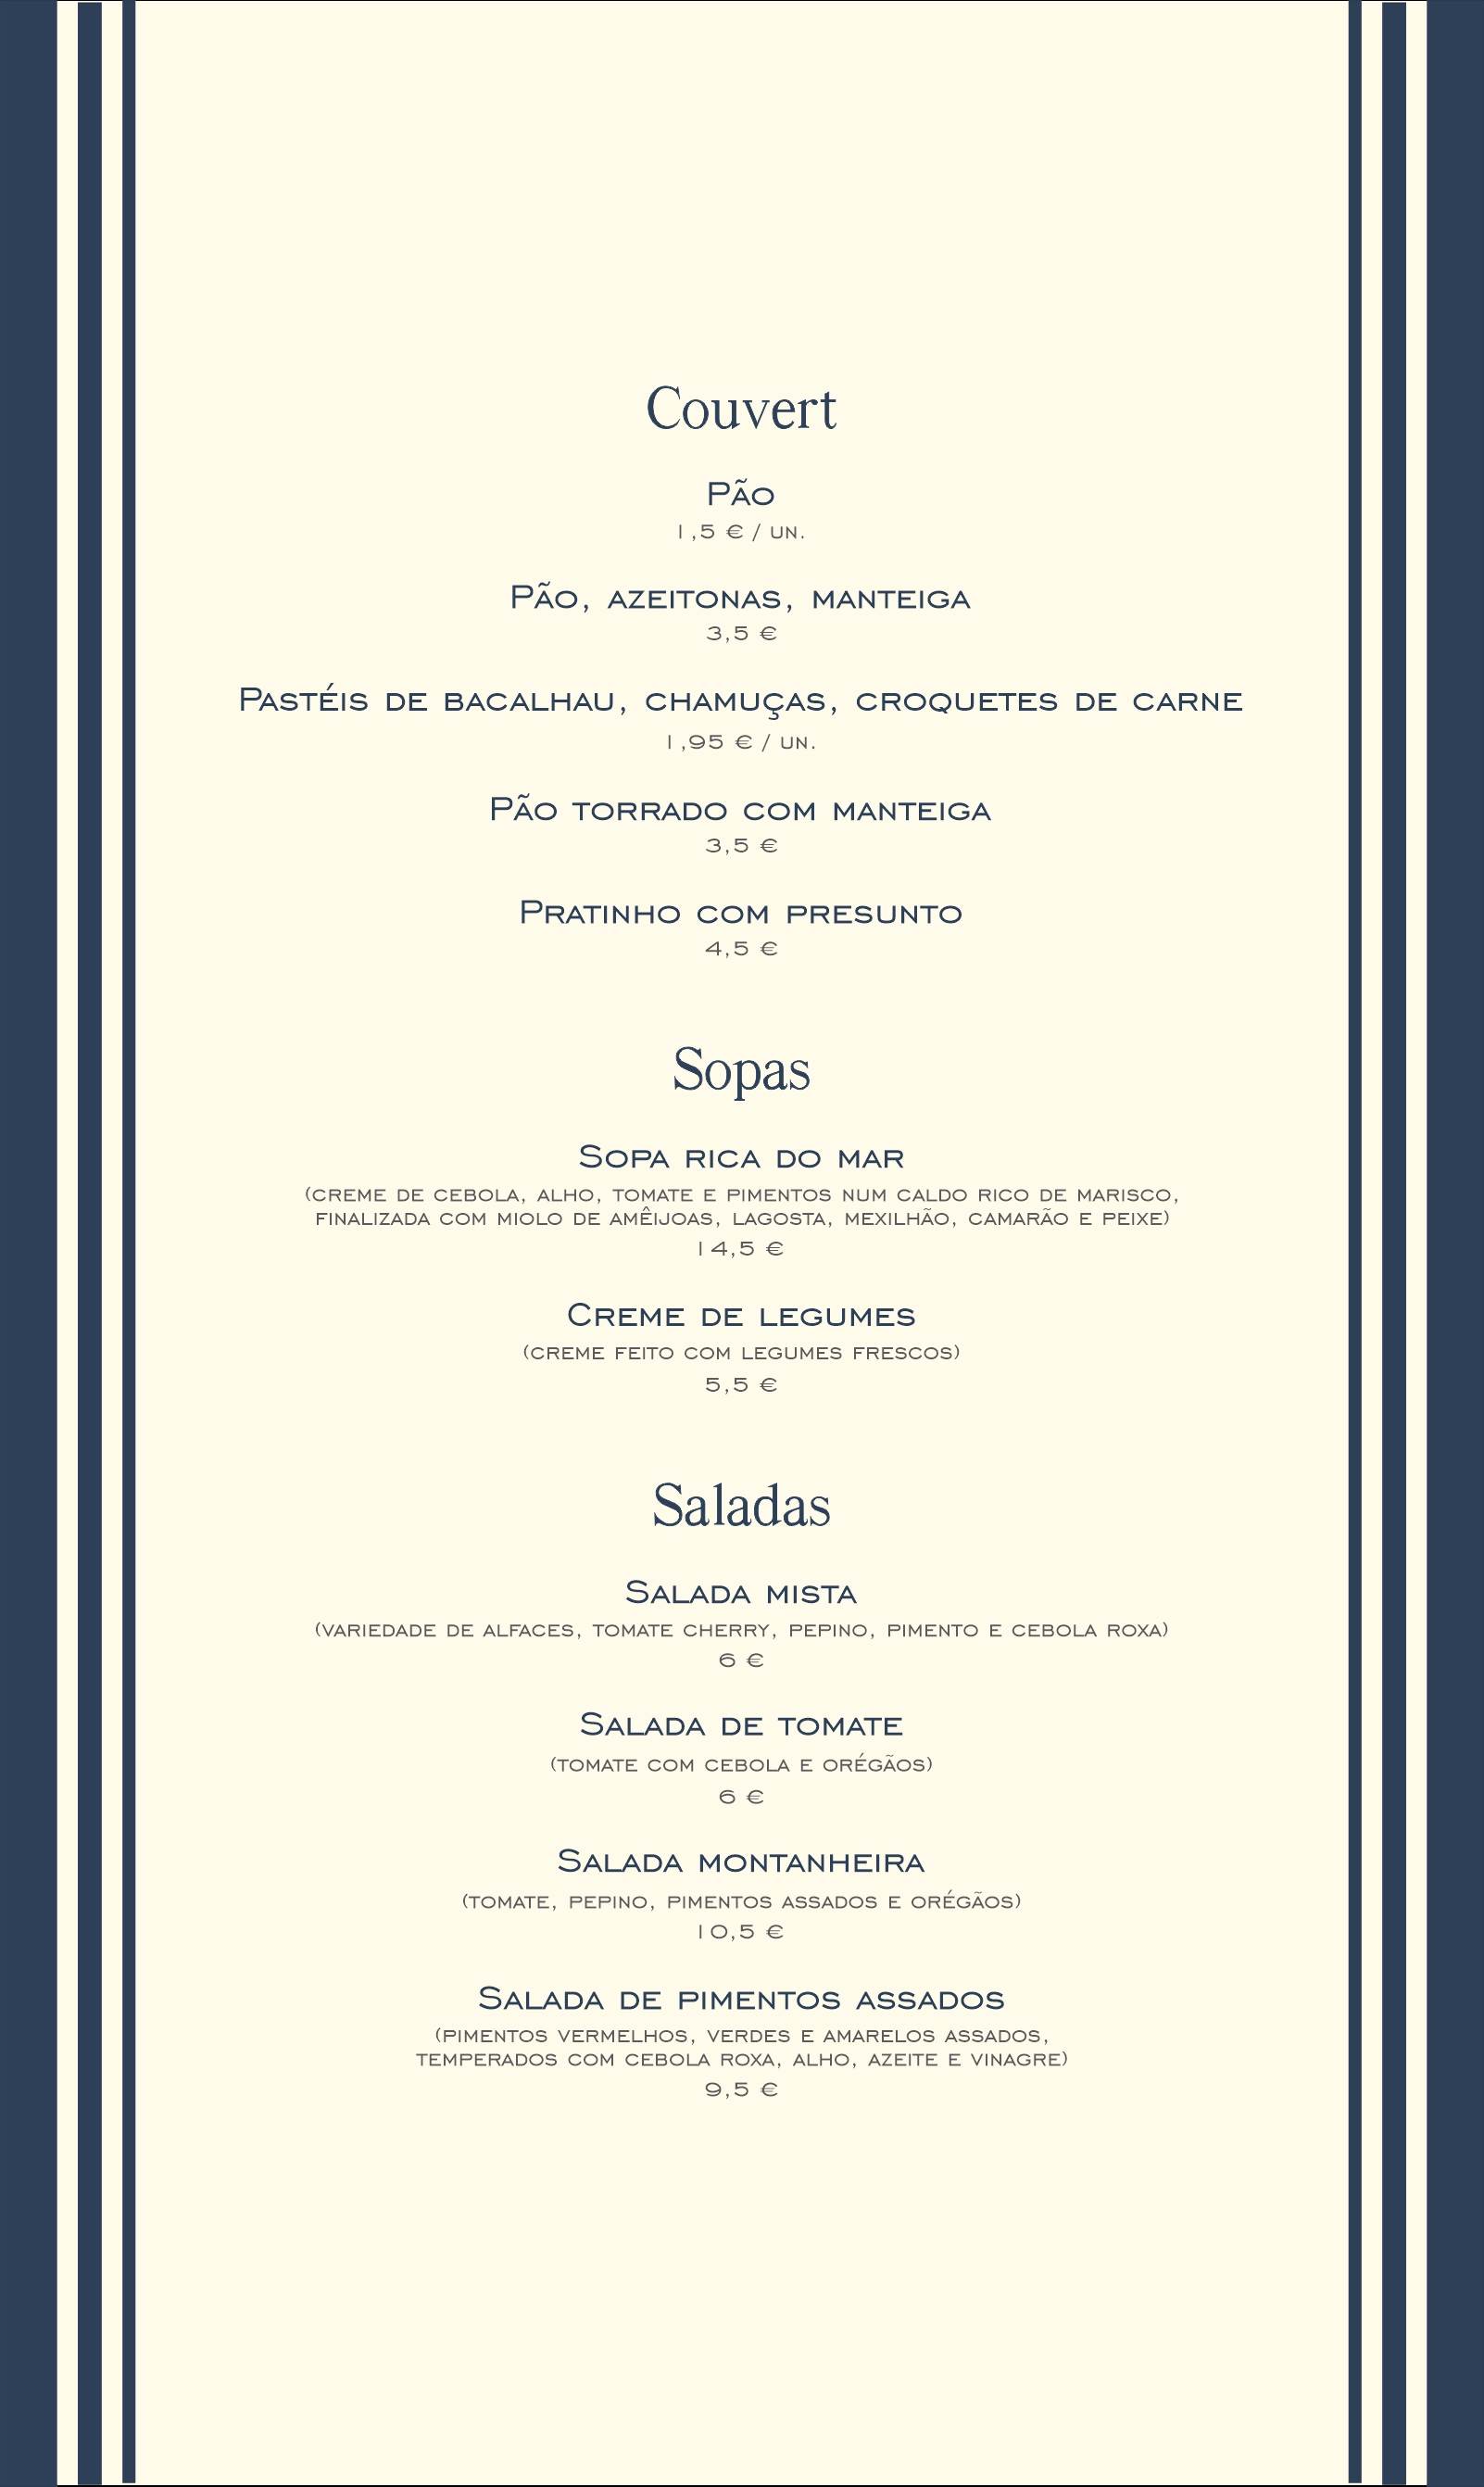 Couvert
Pão
1,5 € / un.
Pão, azeitonas, manteiga
3,5 €
Pastéis de bacalhau, chamuças, croquetes de carne
1,95 € / un.
Pão torrado com manteiga
3,5 €
Pratinho com presunto
4,5 €
Sopas
Sopa rica do mar
(creme de cebola, alho, tomate e pimentos num caldo rico de marisco,
finalizada com miolo de amêijoas, lagosta, mexilhão, camarão e peixe)
14,5 €
Creme de legumes
(creme feito com legumes frescos)
5,5 €
Saladas
Salada mista
(variedade de alfaces, tomate cherry, pepino, pimento e cebola roxa)
6 €
Salada de tomate
(tomate com cebola e orégãos)
6 €
Salada montanheira
(tomate, pepino, pimentos assados e orégãos)
10,5 €
Salada de pimentos assados
(pimentos vermelhos, verdes e amarelos assados,
temperados com cebola roxa, alho, azeite e vinagre)
9,5 €